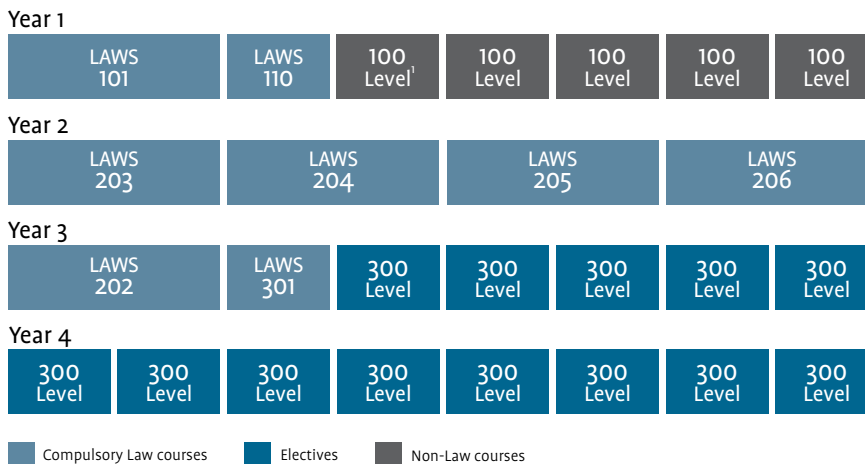 Year 1
LAWS 101
LAWS 110
100 Level¹
100 Level
100 Level
100 Level
100 Level
Year 2
LAWS 203
LAWS 204
LAWS 205
LAWS 206
Year 3
LAWS 202
LAWS 301
300 Level
300 Level
300 Level
300 Level
300 Level
Year 4
300 Level
300 Level
300 Level
300 Level
300 Level
300 Level
300 Level
300 Level
Compulsory Law courses
Electives
Non-Law courses